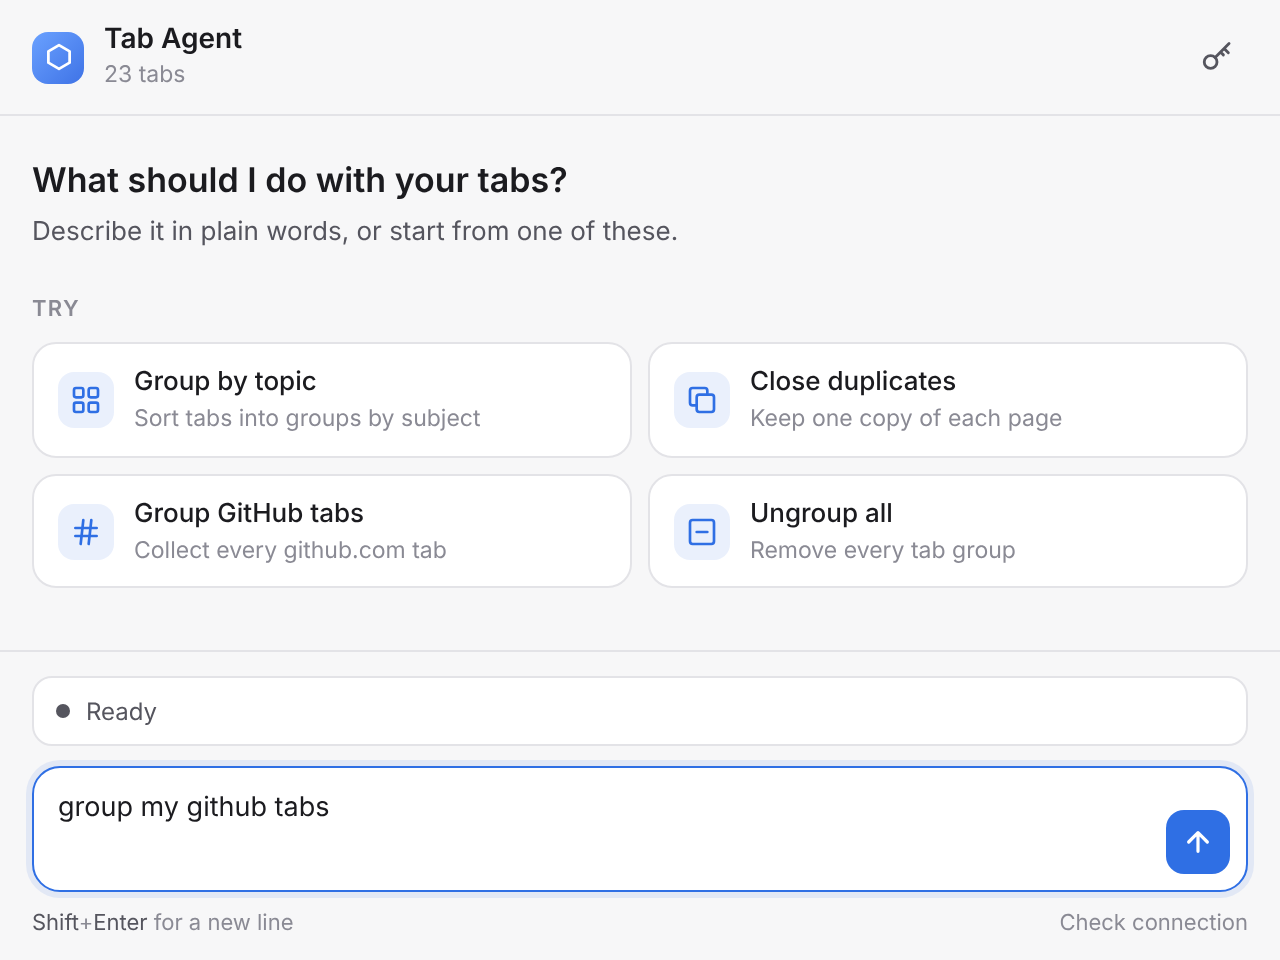 Tab Agent
23 tabs
What should I do with your tabs?
Describe it in plain words, or start from one of these.
TRY
Group by topic
Sort tabs into groups by subject
Close duplicates
Keep one copy of each page
Group GitHub tabs
Collect every github.com tab
Ungroup all
Remove every tab group
Ready
group my github tabs
Shift+Enter for a new line
Check connection